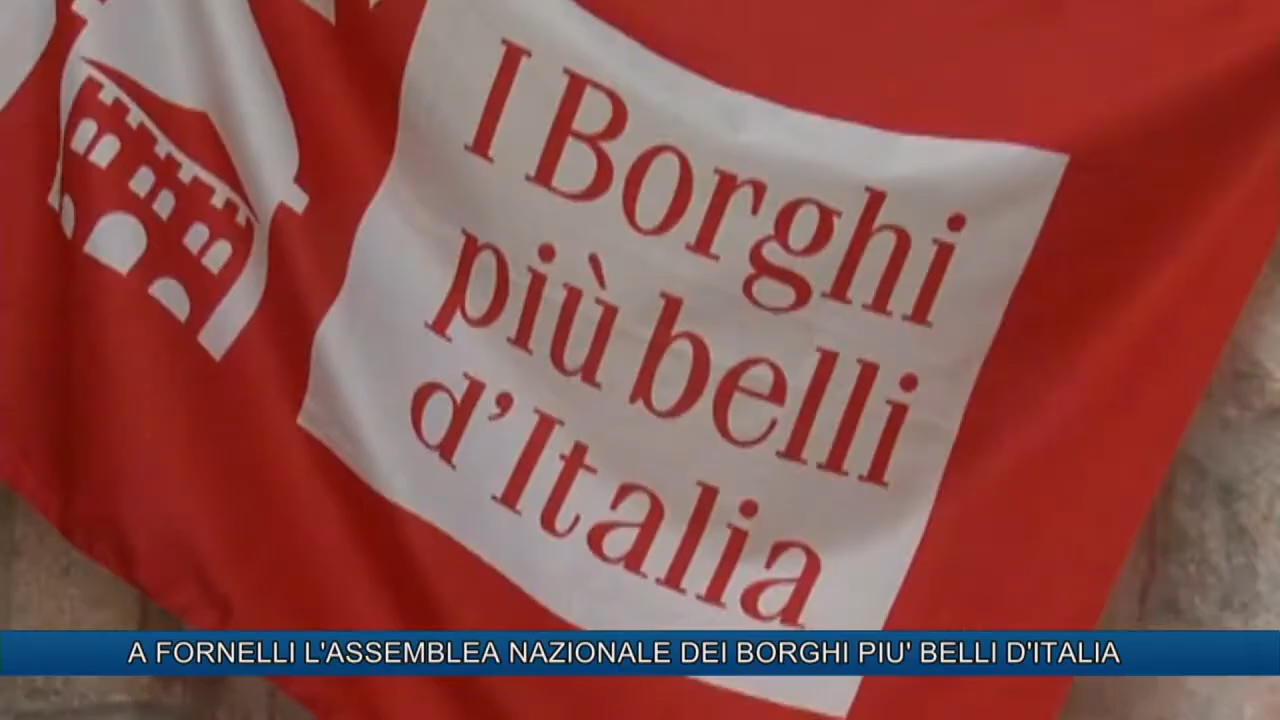 I Borghi
più belli
d'Italia
A FORNELLI L'ASSEMBLEA NAZIONALE DEI BORGHI PIU' BELLI D'ITALIA